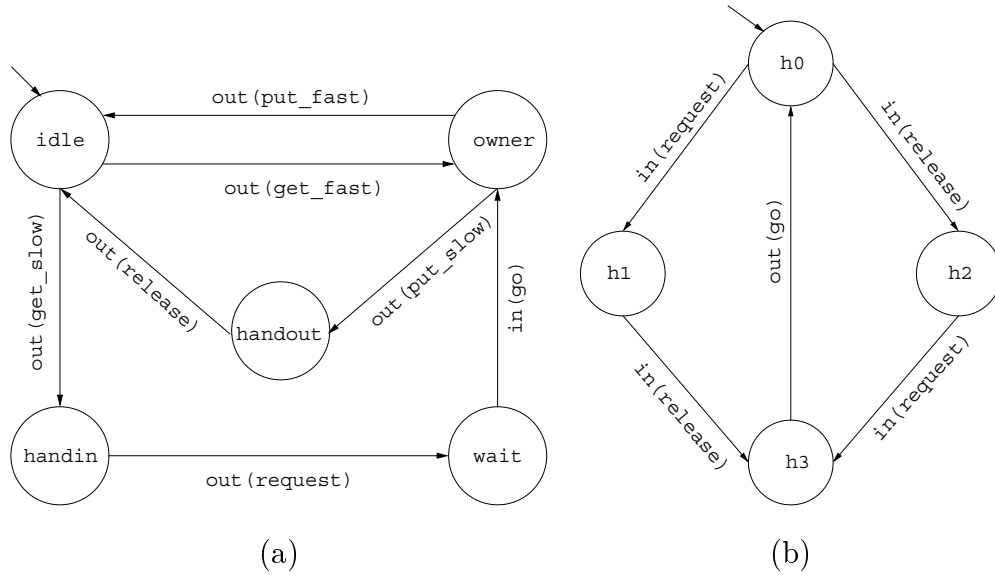 out(put_fast)
idle
owner
out(get_fast)
out(get_slow)
out(release)
out(put_slow)
in(go)
handout
handin
wait
out(request)
(a)
h0
in(request)
in(release)
out(go)
h1
h2
in(release)
in(request)
h3
(b)